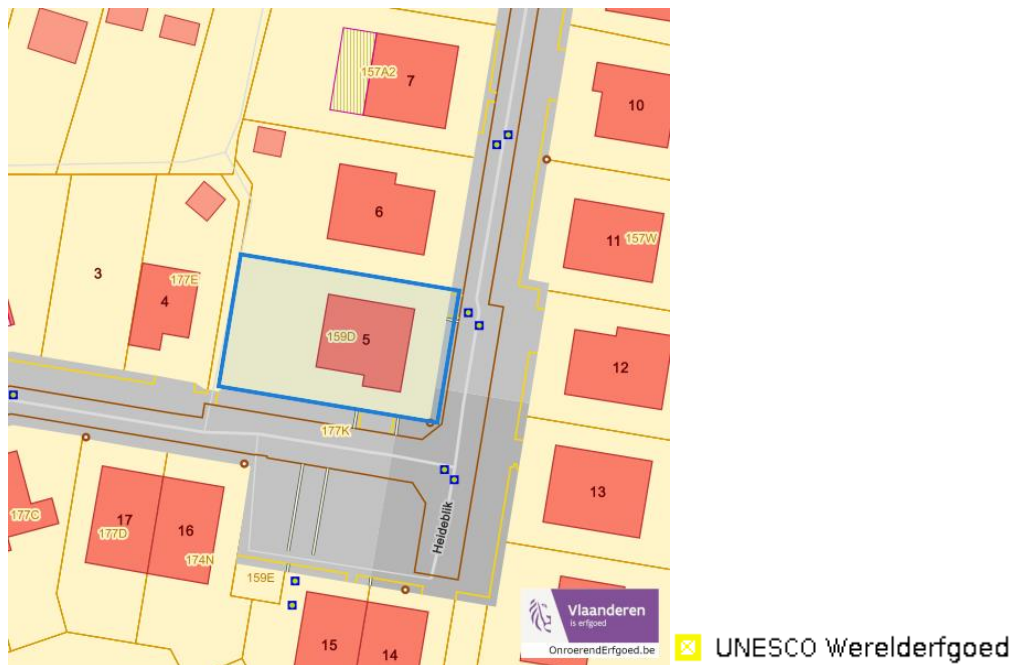 157A2
7
10
6
11
157W
3
177E
4
159D
5
12
177K
13
177C
17
177D
16
174N
Heideblik
159E
15
14
Vlaanderen
is erfgoed
OnroerendErfgoed.be
UNESCO Werelderfgoed